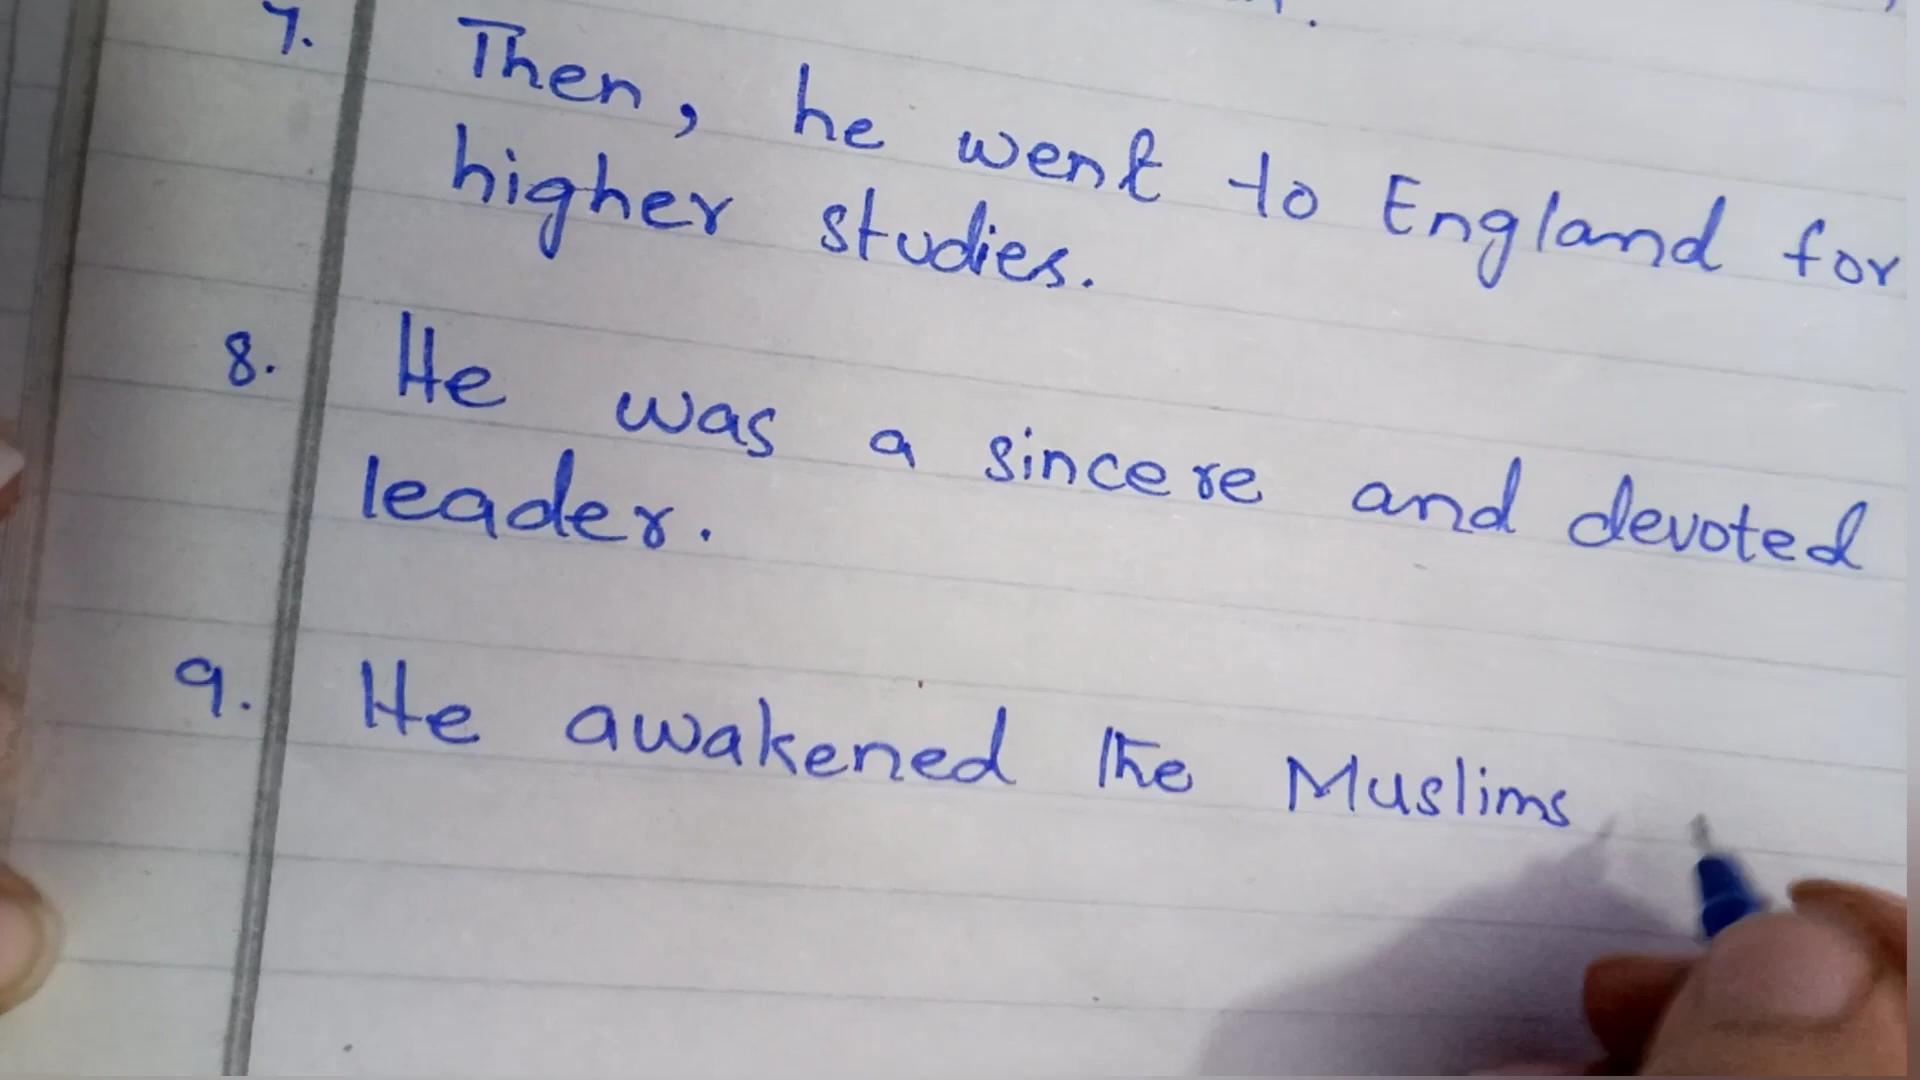 7. Then, he went to England for
higher studies.
8. He was a sincere and devoted
leader.
9. He awakened the Muslims